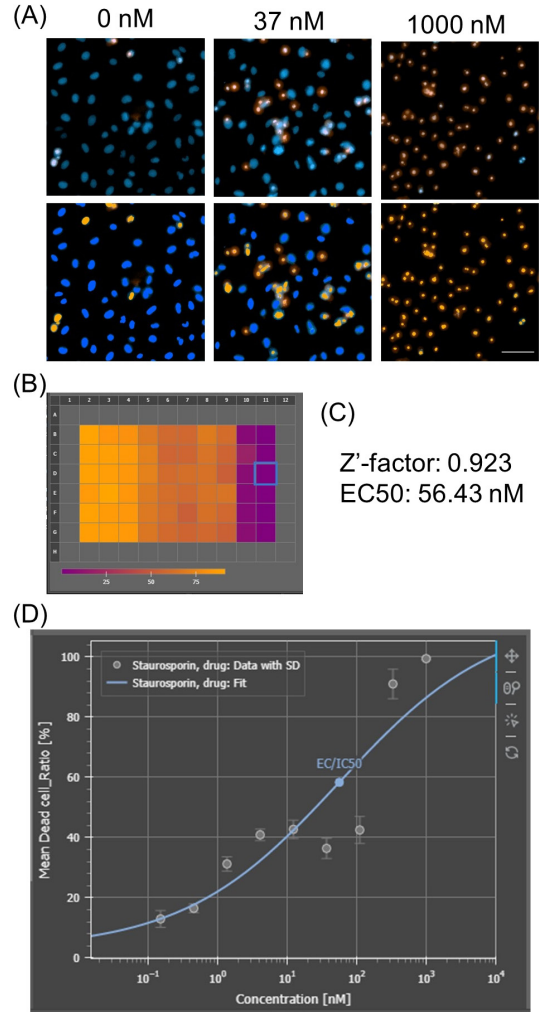 (A)
0 nM 37 nM 1000 nM
(B)
1 2 3 4 5 6 7 8 9 10 11 12
A
B
C
D
E
F
G
H
25 50 75
(C)
Z’-factor: 0.923
EC50: 56.43 nM
(D)
Staurosporin, drug: Data with SD
Staurosporin, drug: Fit
EC/IC50
Mean Dead cell_Ratio [%]
100
80
60
40
20
0
10⁻¹ 10⁰ 10¹ 10² 10³ 10⁴
Concentration [nM]